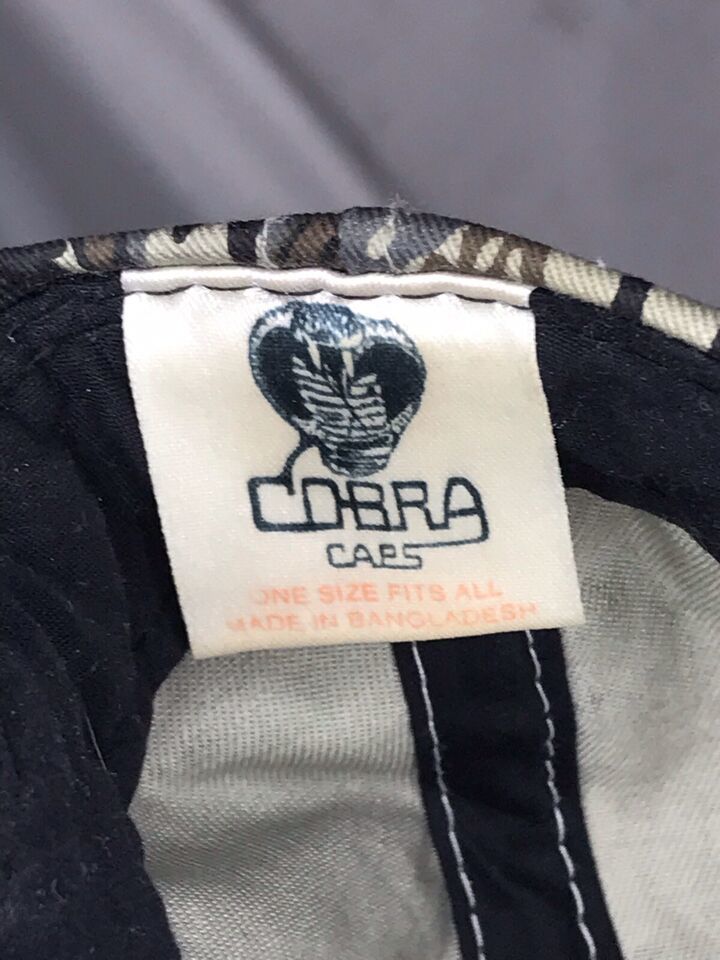 COBRA
CAPS
ONE SIZE FITS ALL
MADE IN BANGLADESH